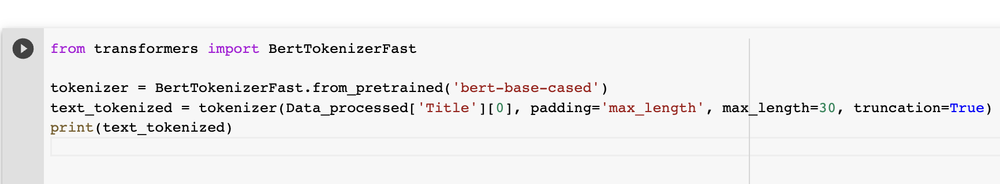 from transformers import BertTokenizerFast
tokenizer = BertTokenizerFast.from_pretrained('bert-base-cased')
text_tokenized = tokenizer(Data_processed['Title'][0], padding='max_length', max_length=30, truncation=True)
print(text_tokenized)